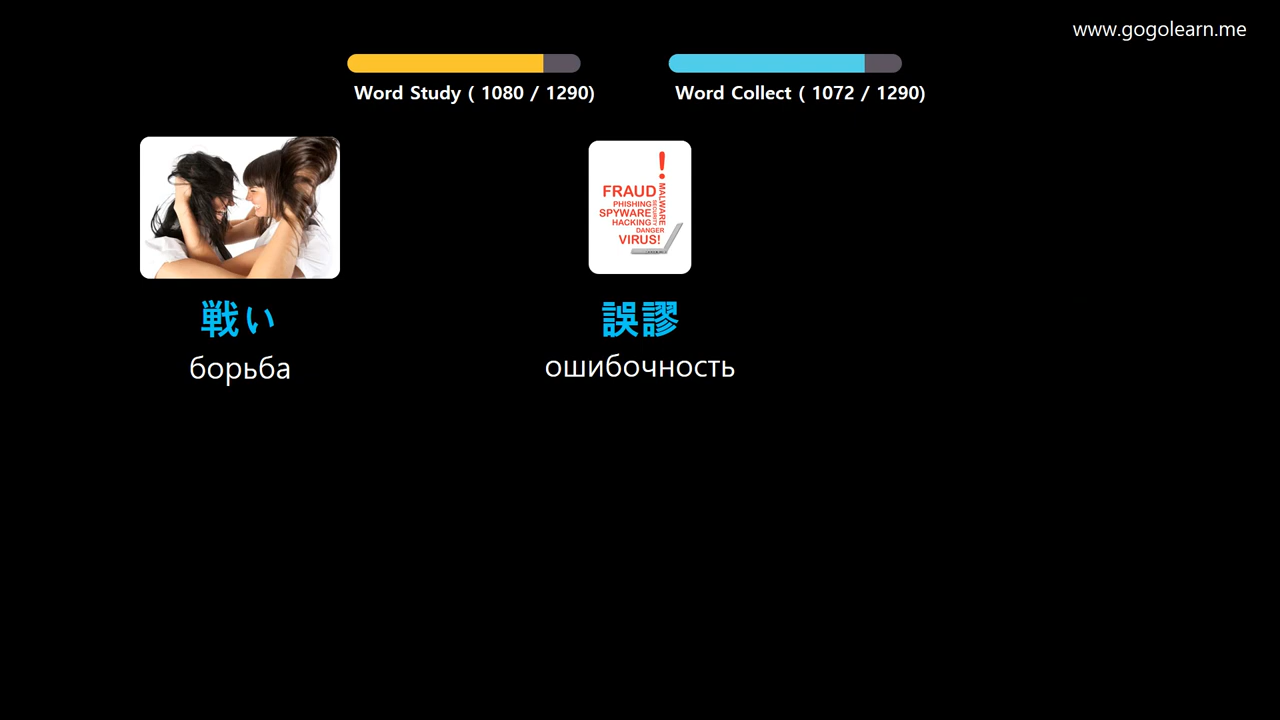 www.gogolearn.me
Word Study ( 1080 / 1290)
Word Collect ( 1072 / 1290)
!
FRAUD
PHISHING
SPYWARE
HACKING
DANGER
VIRUS!
MALWARE
SECURITY
戦い
誤謬
борьба
ошибочность